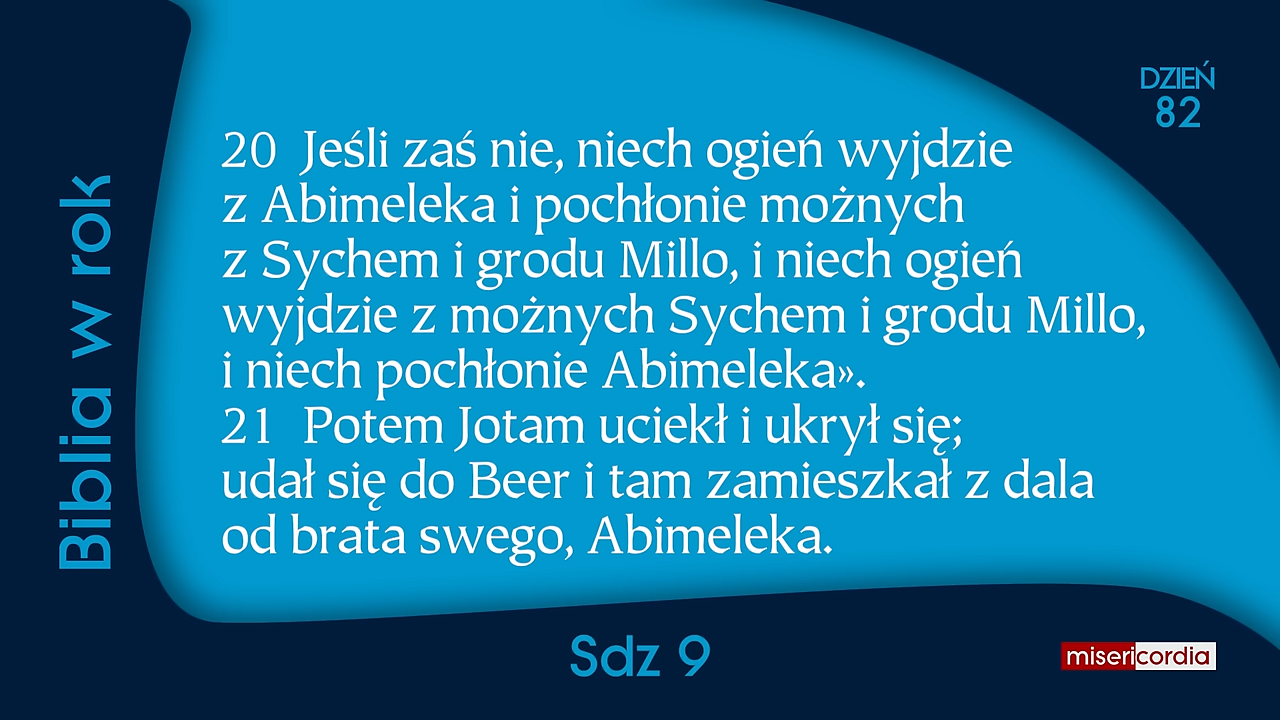 DZIEŃ
82
20 Jeśli zaś nie, niech ogień wyjdzie
z Abimeleka i pochłonie możnych
z Sychem i grodu Millo, i niech ogień
wyjdzie z możnych Sychem i grodu Millo,
i niech pochłonie Abimeleka».
21 Potem Jotam uciekł i ukrył się;
udał się do Beer i tam zamieszkał z dala
od brata swego, Abimeleka.
Biblia w rok
Sdz 9
misericordia